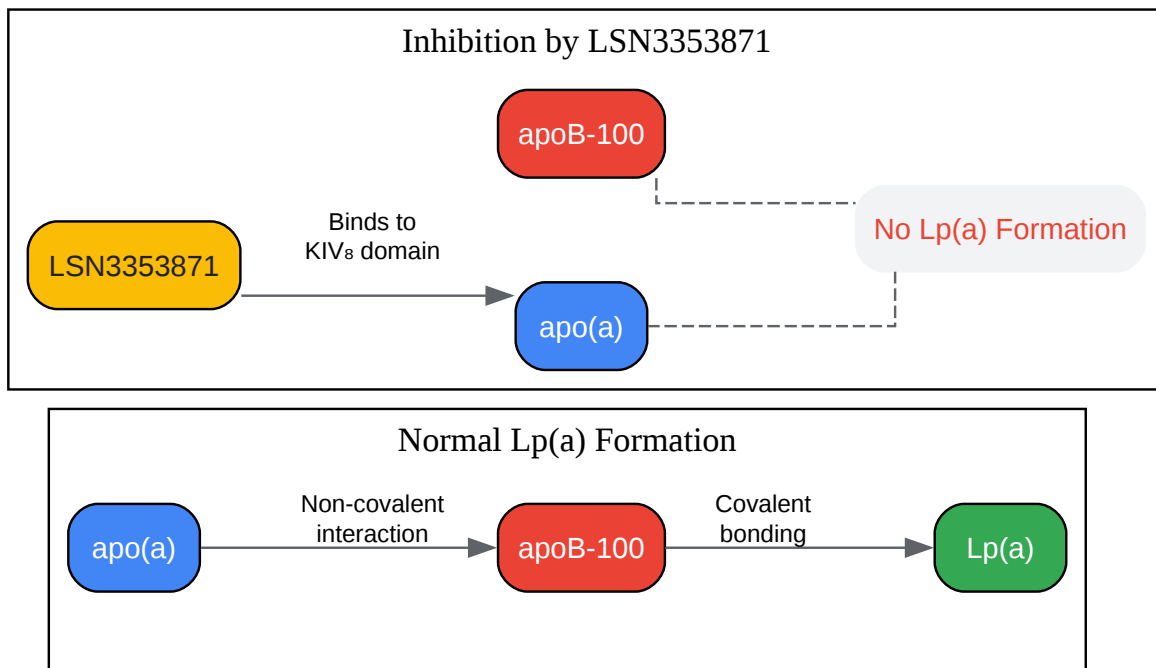 Inhibition by LSN3353871
apoB-100
Binds to
KIV₈ domain
No Lp(a) Formation
LSN3353871
apo(a)
Normal Lp(a) Formation
Non-covalent
interaction
Covalent
bonding
apo(a)
apoB-100
Lp(a)